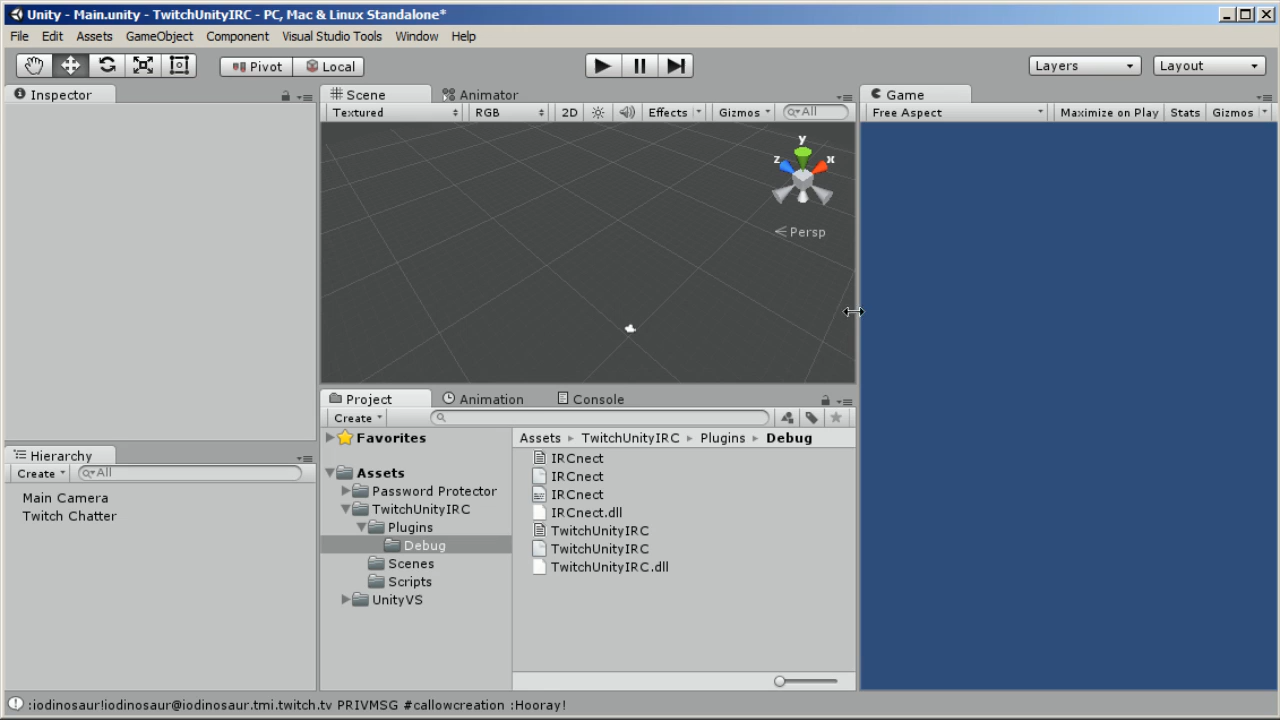 Unity - Main.unity - TwitchUnityIRC - PC, Mac & Linux Standalone*
File Edit Assets GameObject Component Visual Studio Tools Window Help
Pivot Local Layers Layout
Inspector
Scene Animator
Textured RGB 2D Effects Gizmos All
y
z x
Persp
Game
Free Aspect Maximize on Play Stats Gizmos
Hierarchy
Create All
Main Camera
Twitch Chatter
Project Animation Console
Create
Favorites
Assets
Password Protector
TwitchUnityIRC
Plugins
Debug
Scenes
Scripts
UnityVS
Assets TwitchUnityIRC Plugins Debug
IRCnect
IRCnect
IRCnect
IRCnect.dll
TwitchUnityIRC
TwitchUnityIRC
TwitchUnityIRC.dll
:iodinosaur!iodinosaur@iodinosaur.tmi.twitch.tv PRIVMSG #callowcreation :Hooray!